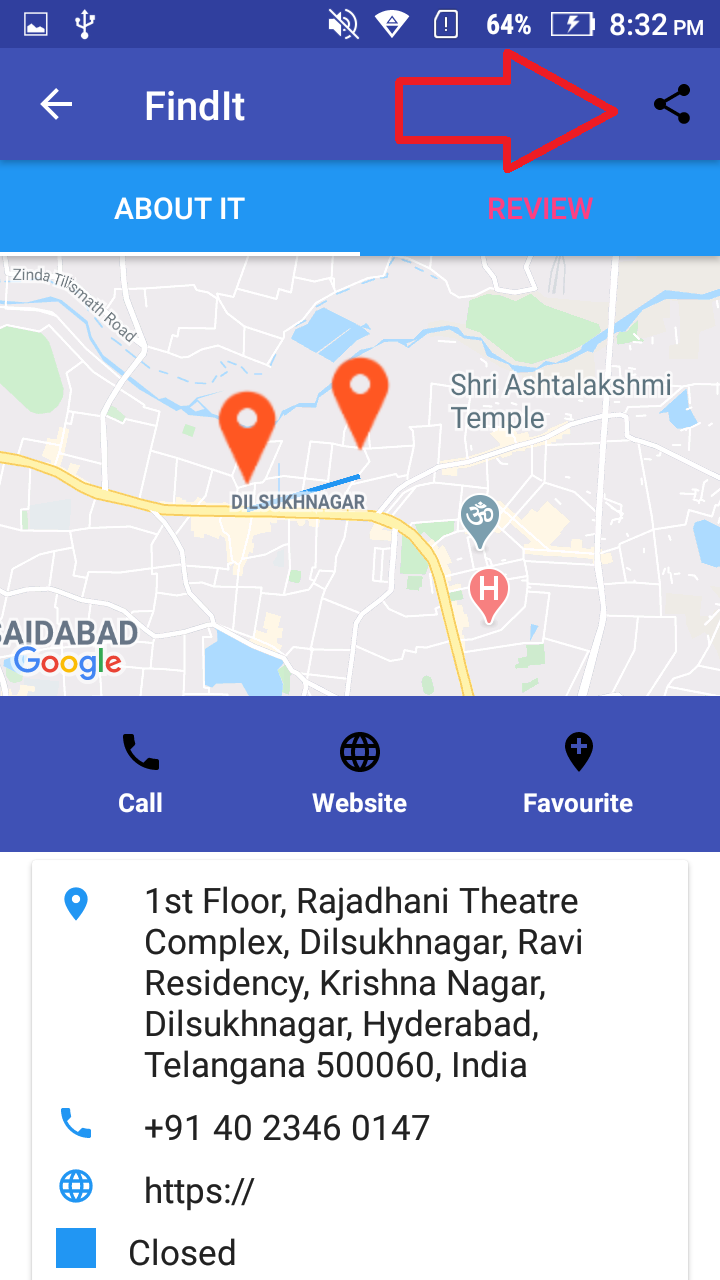 64% 8:32 PM
FindIt
ABOUT IT REVIEW
Zinda Tilismath Road
Shri Ashtalakshmi
Temple
DILSUKHNAGAR
ॐ
H
SAIDABAD
Google
Call Website Favourite
1st Floor, Rajadhani Theatre
Complex, Dilsukhnagar, Ravi
Residency, Krishna Nagar,
Dilsukhnagar, Hyderabad,
Telangana 500060, India
+91 40 2346 0147
https://
Closed